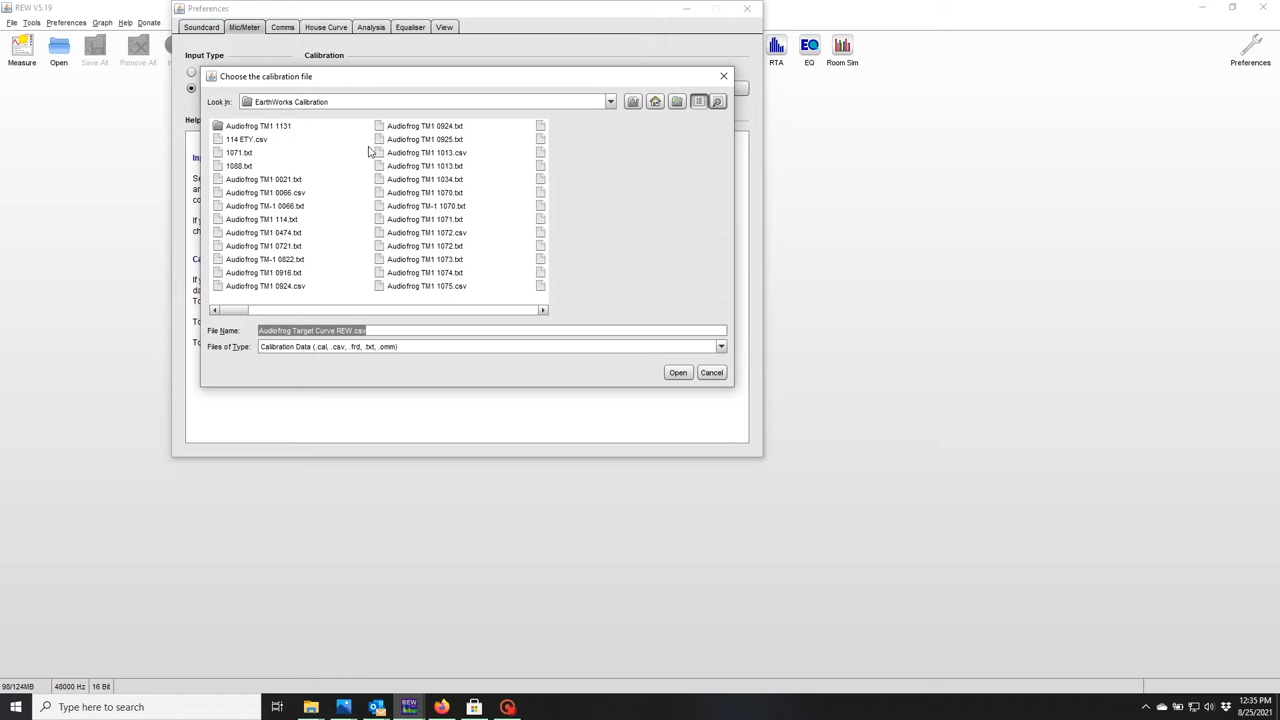 REW V5.19
Preferences
File Tools Preferences Graph Help Donate
Soundcard Mic/Meter Comms House Curve Analysis Equaliser View
Measure Open Save All Remove All
RTA EQ Room Sim Preferences
Input Type Calibration
Choose the calibration file
Look In: EarthWorks Calibration
Audiofrog TM1 1131
114 ETY.csv
1071.txt
1088.txt
Audiofrog TM1 0021.txt
Audiofrog TM1 0066.csv
Audiofrog TM-1 0066.txt
Audiofrog TM1 114.txt
Audiofrog TM1 0474.txt
Audiofrog TM1 0721.txt
Audiofrog TM-1 0822.txt
Audiofrog TM1 0916.txt
Audiofrog TM1 0924.csv
Audiofrog TM1 0924.txt
Audiofrog TM1 0925.txt
Audiofrog TM1 1013.csv
Audiofrog TM1 1013.txt
Audiofrog TM1 1034.txt
Audiofrog TM1 1070.txt
Audiofrog TM-1 1070.txt
Audiofrog TM1 1071.txt
Audiofrog TM1 1072.csv
Audiofrog TM1 1072.txt
Audiofrog TM1 1073.txt
Audiofrog TM1 1074.txt
Audiofrog TM1 1075.csv
File Name: Audiofrog Target Curve REW.csv
Files of Type: Calibration Data (.cal, .csv, .frd, .txt, .omm)
Open Cancel
98/124MB 48000 Hz 16 Bit
Type here to search
REW
12:35 PM
8/25/2021